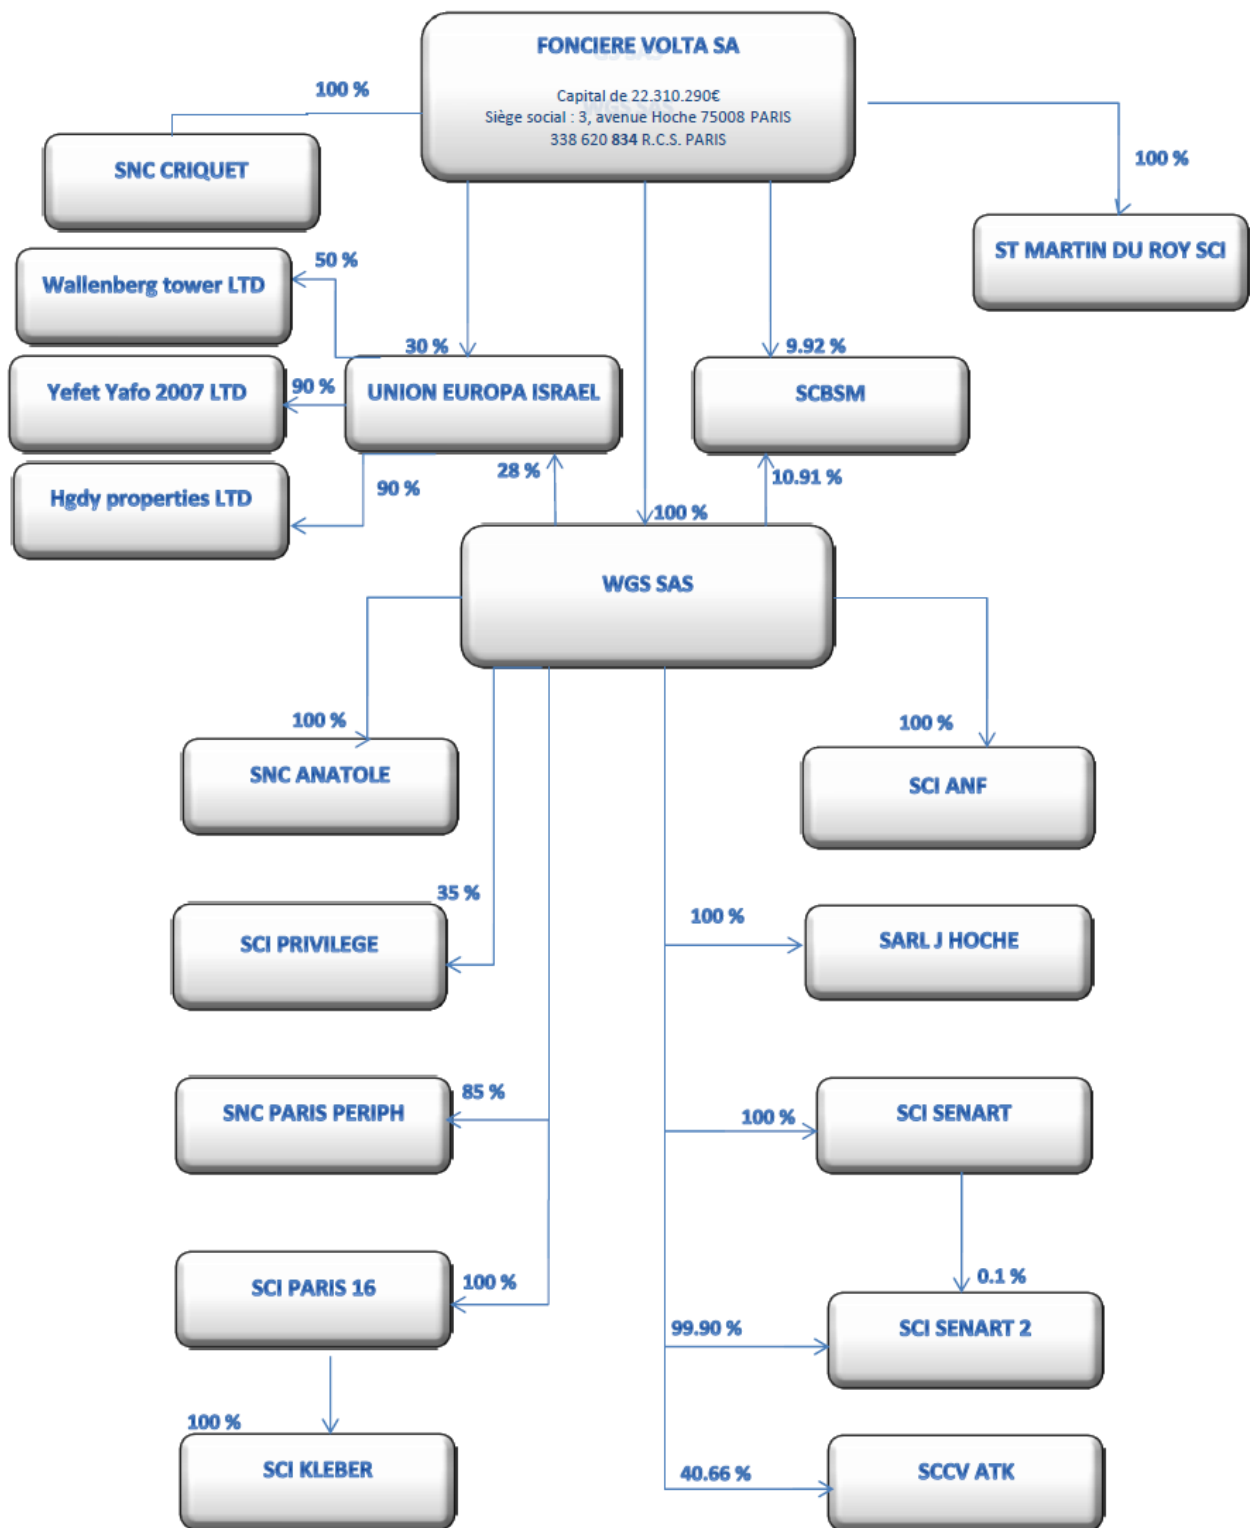 FONCIERE VOLTA SA
Capital de 22.310.290€
Siège social : 3, avenue Hoche 75008 PARIS
338 620 834 R.C.S. PARIS
WGS SAS
100 %
SNC CRIQUET
100 %
ST MARTIN DU ROY SCI
50 %
Wallenberg tower LTD
30 %
9.92 %
Yefet Yafo 2007 LTD
90 %
UNION EUROPA ISRAEL
SCBSM
28 %
10.91 %
Hgdy properties LTD
90 %
100 %
WGS SAS
100 %
100 %
SNC ANATOLE
SCI ANF
35 %
SCI PRIVILEGE
100 %
SARL J HOCHE
85 %
SNC PARIS PERIPH
100 %
SCI SENART
100 %
SCI PARIS 16
0.1 %
99.90 %
SCI SENART 2
100 %
SCI KLEBER
40.66 %
SCCV ATK